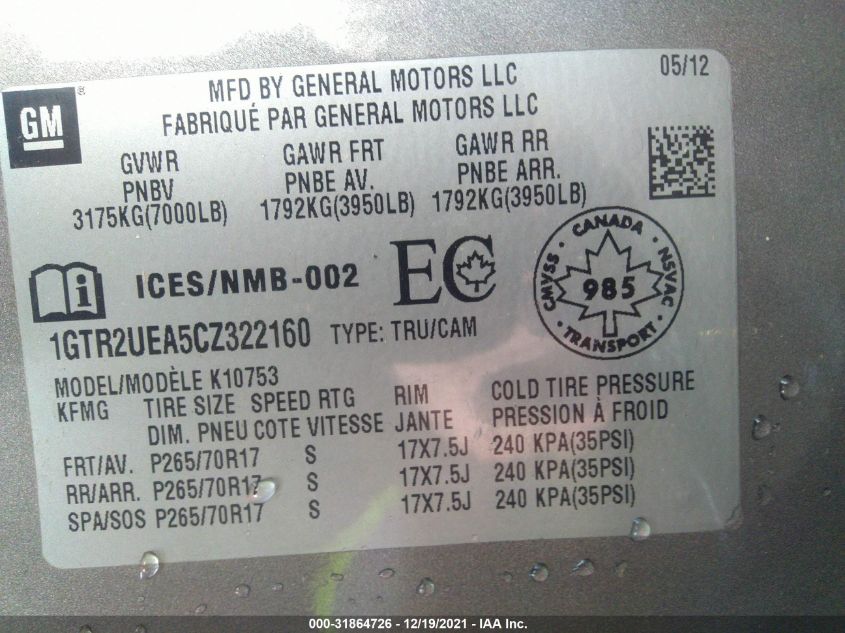 05/12
GM
®
MFD BY GENERAL MOTORS LLC
FABRIQUÉ PAR GENERAL MOTORS LLC
GVWR GAWR FRT GAWR RR
PNBV PNBE AV. PNBE ARR.
3175KG(7000LB) 1792KG(3950LB) 1792KG(3950LB)
i ICES/NMB-002 EC
CANADA
CMVSS · 985 · NSVAC
TRANSPORT
1GTR2UEA5CZ322160 TYPE: TRU/CAM
MODEL/MODÈLE K10753
KFMG TIRE SIZE SPEED RTG RIM COLD TIRE PRESSURE
DIM. PNEU COTE VITESSE JANTE PRESSION À FROID
FRT/AV. P265/70R17 S 17X7.5J 240 KPA(35PSI)
RR/ARR. P265/70R17 S 17X7.5J 240 KPA(35PSI)
SPA/SOS P265/70R17 S 17X7.5J 240 KPA(35PSI)
000-31864726 - 12/19/2021 - IAA Inc.